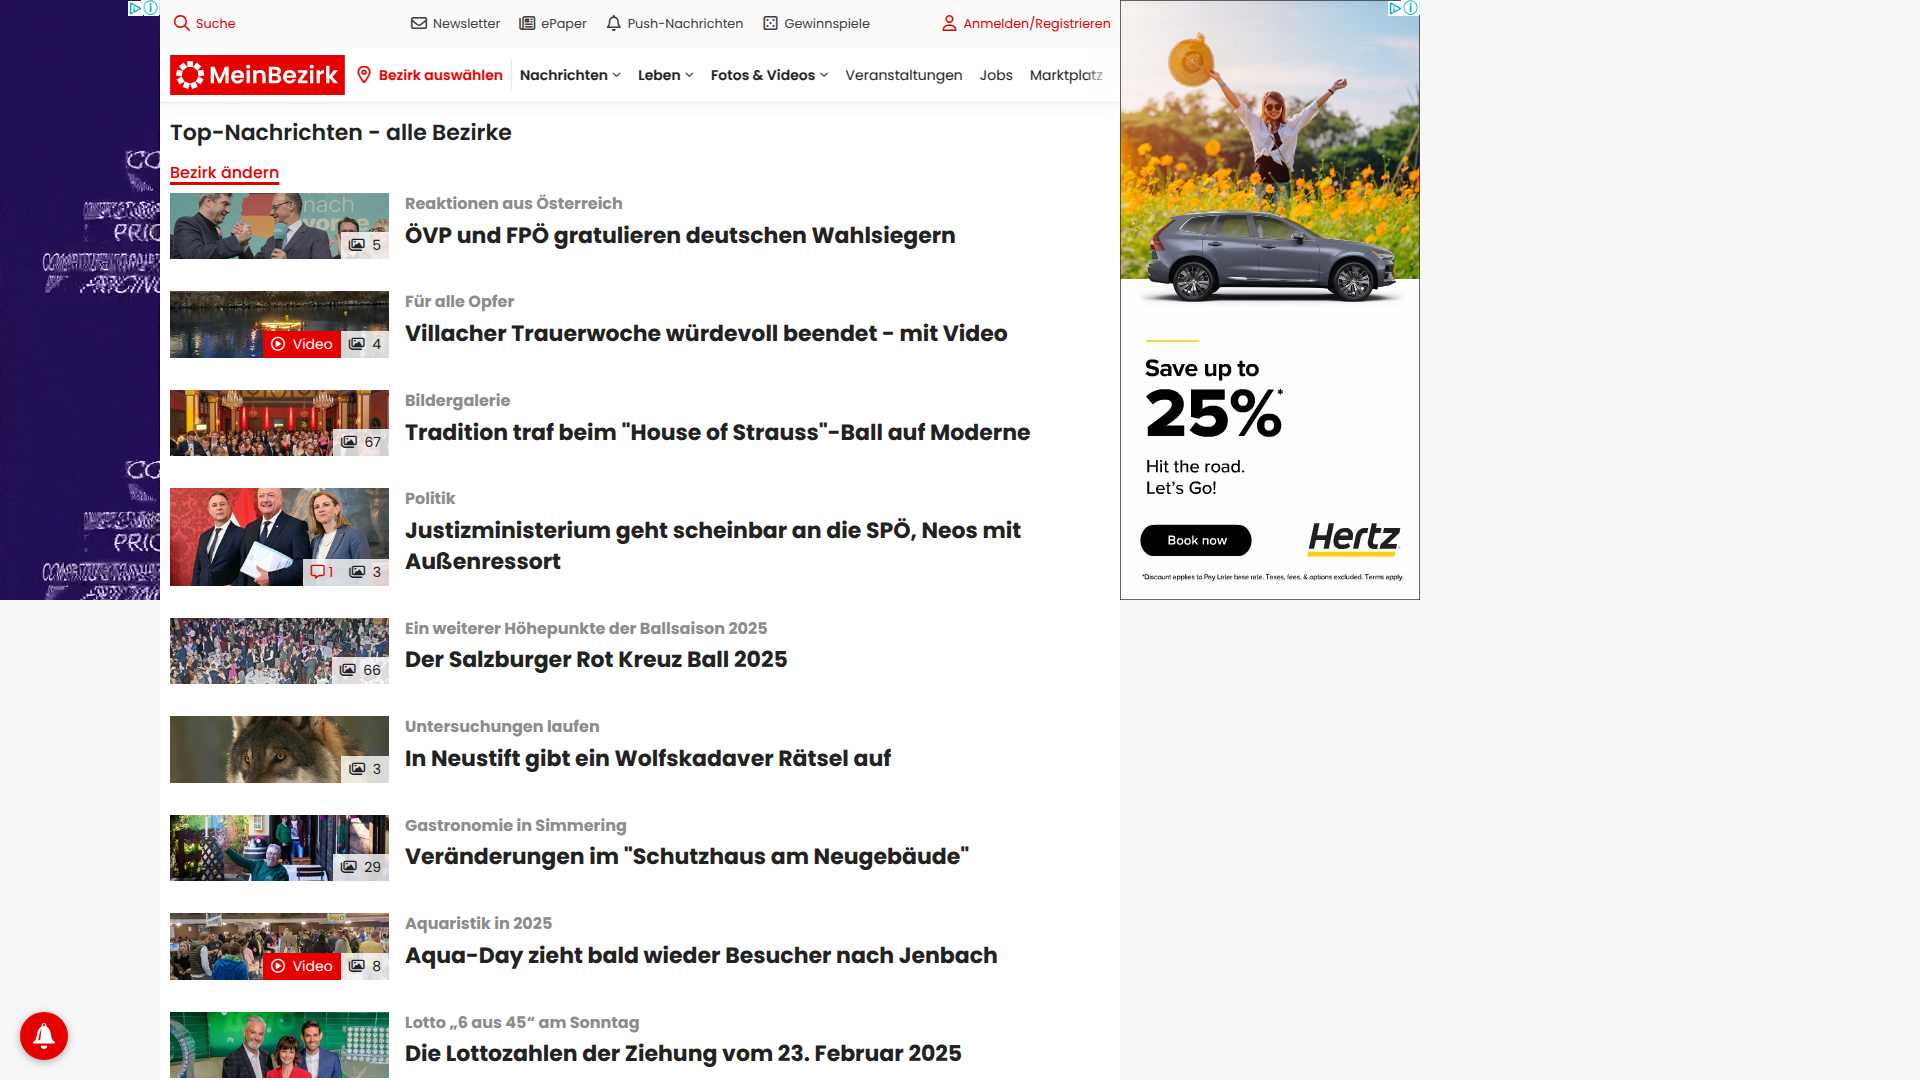 Suche
Newsletter
ePaper
Push-Nachrichten
Gewinnspiele
Anmelden/Registrieren
MeinBezirk
Bezirk auswählen
Nachrichten
Leben
Fotos & Videos
Veranstaltungen
Jobs
Marktplatz
Top-Nachrichten - alle Bezirke
Bezirk ändern
nach
5
Reaktionen aus Österreich
ÖVP und FPÖ gratulieren deutschen Wahlsiegern
Video 4
Für alle Opfer
Villacher Trauerwoche würdevoll beendet - mit Video
67
Bildergalerie
Tradition traf beim "House of Strauss"-Ball auf Moderne
1 3
Politik
Justizministerium geht scheinbar an die SPÖ, Neos mit
Außenressort
66
Ein weiterer Höhepunkte der Ballsaison 2025
Der Salzburger Rot Kreuz Ball 2025
3
Untersuchungen laufen
In Neustift gibt ein Wolfskadaver Rätsel auf
29
Gastronomie in Simmering
Veränderungen im "Schutzhaus am Neugebäude"
Video 8
Aquaristik in 2025
Aqua-Day zieht bald wieder Besucher nach Jenbach
Lotto „6 aus 45“ am Sonntag
Die Lottozahlen der Ziehung vom 23. Februar 2025
Save up to
25%*
Hit the road.
Let's Go!
Book now
Hertz
*Discount applies to Pay Later base rate. Taxes, fees, & options excluded. Terms apply.